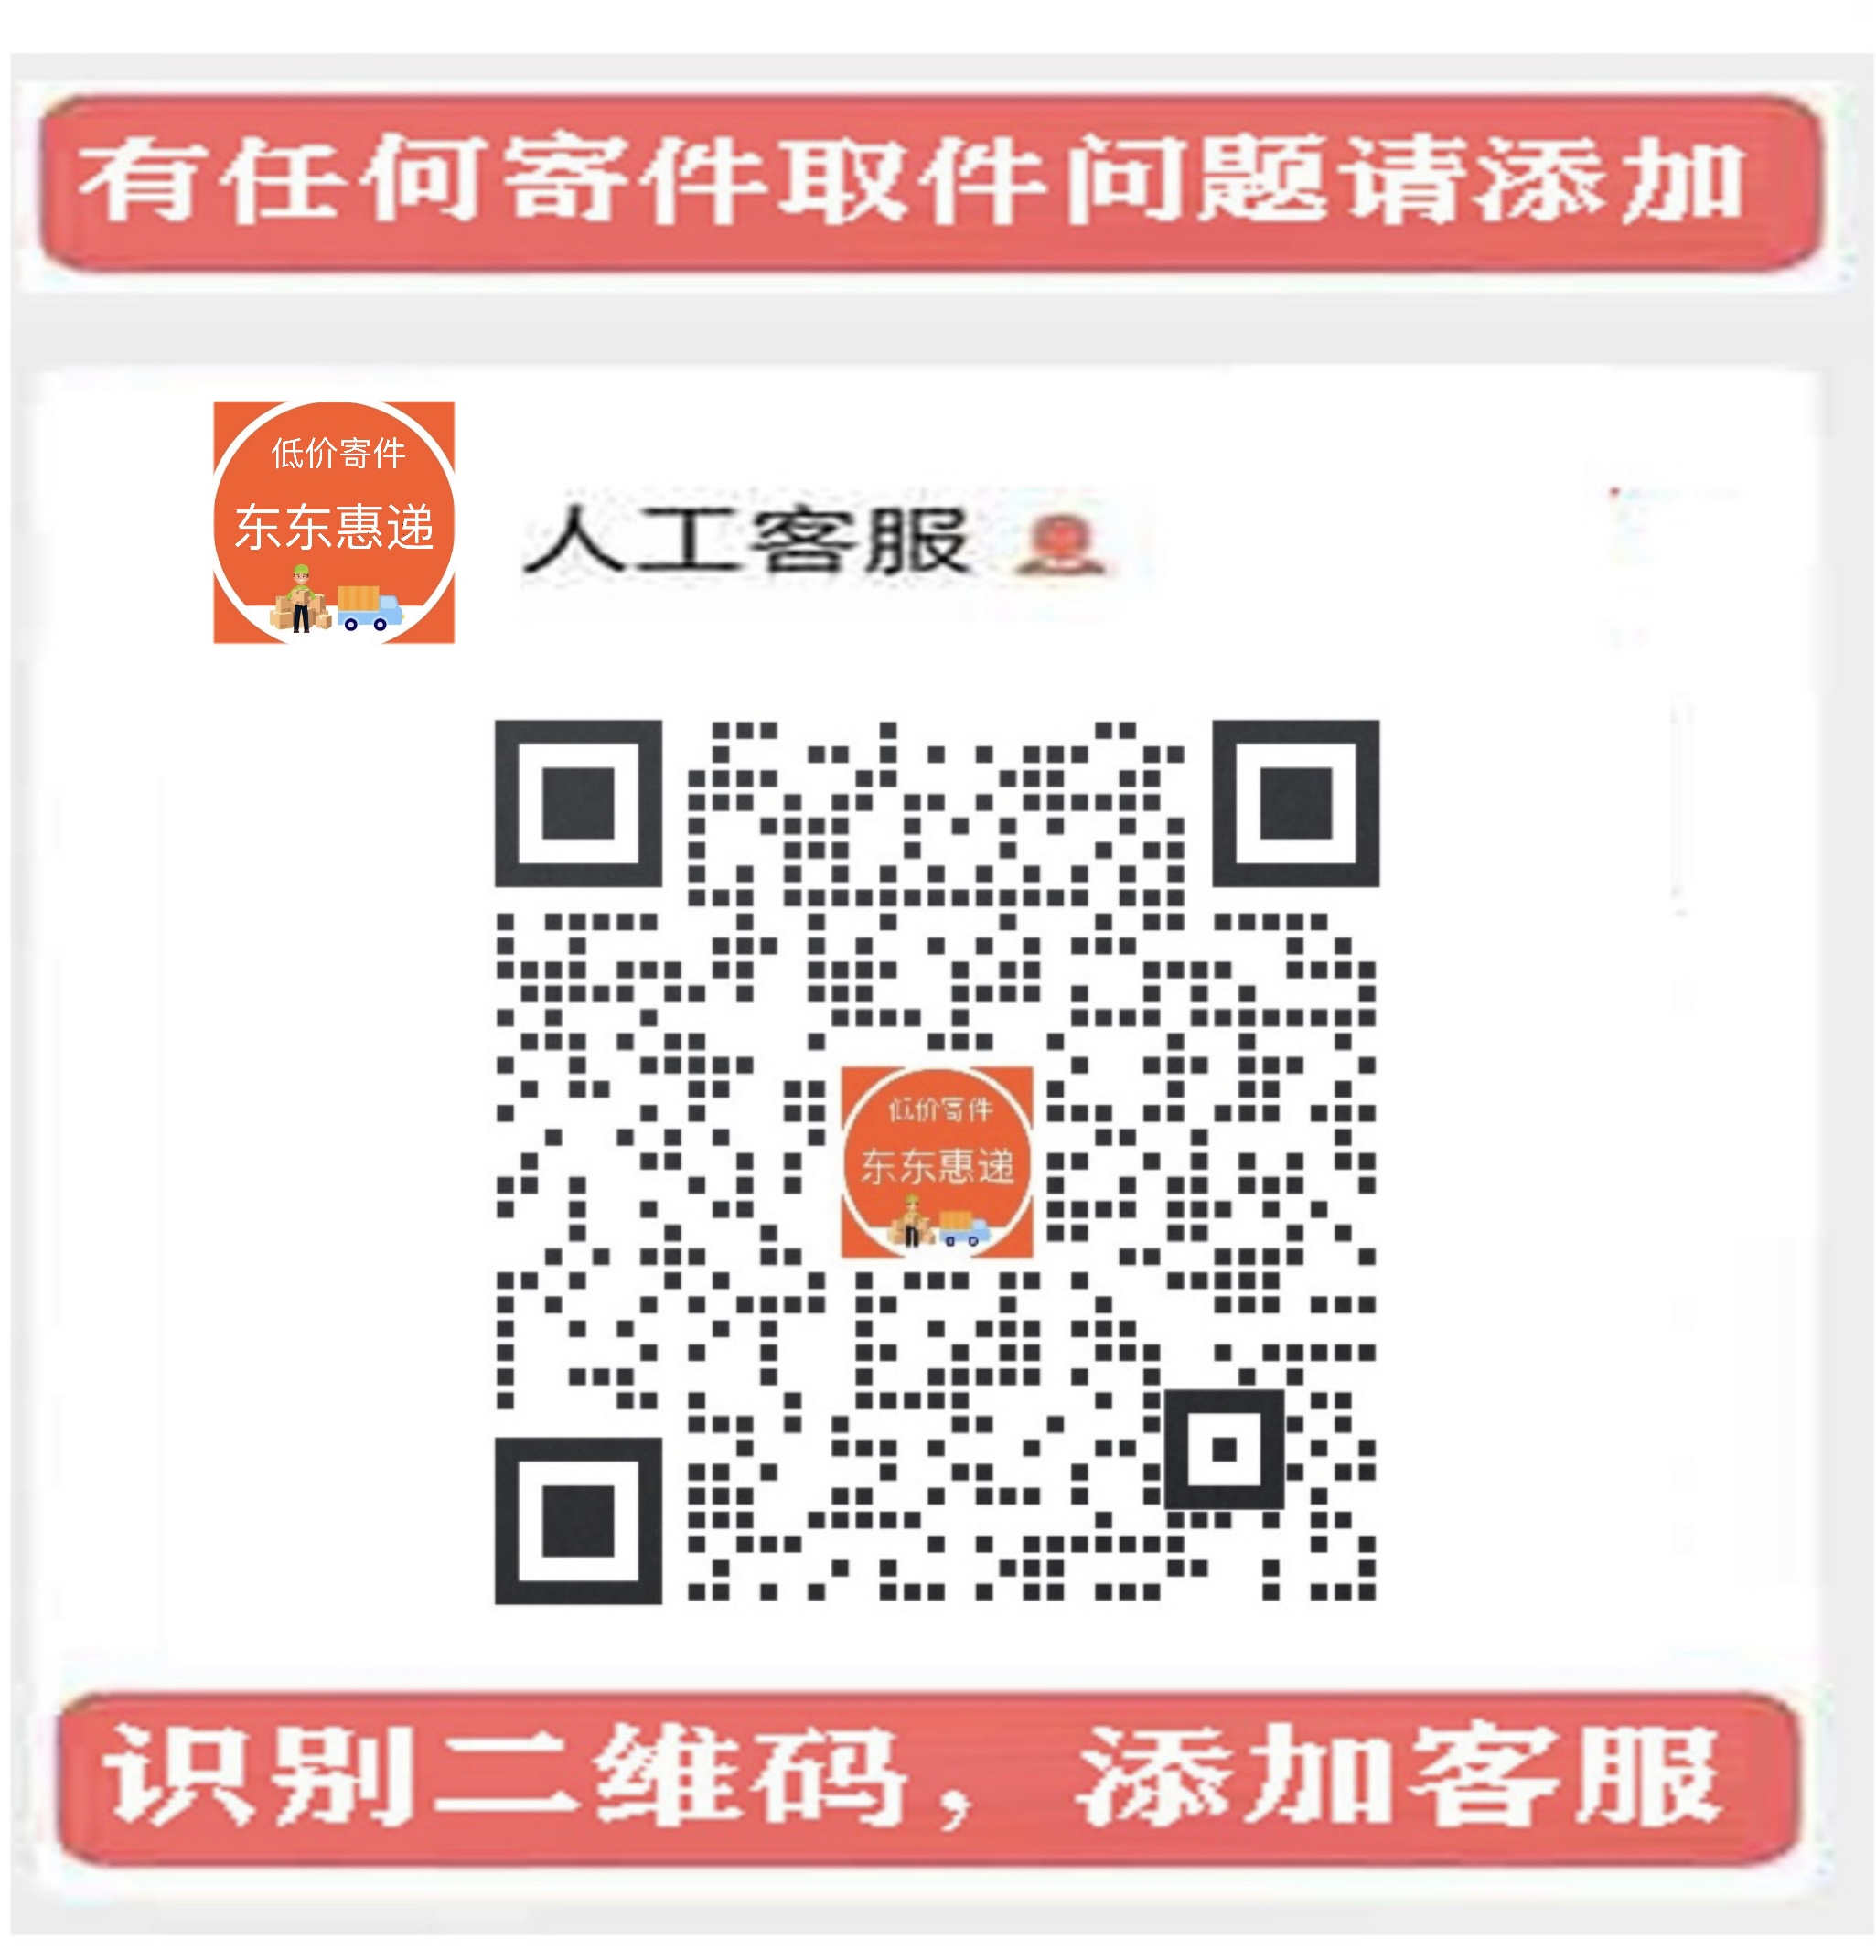 有任何寄件取件问题请添加
低价寄件
东东惠递
人工客服
低价寄件
东东惠递
识别二维码，添加客服